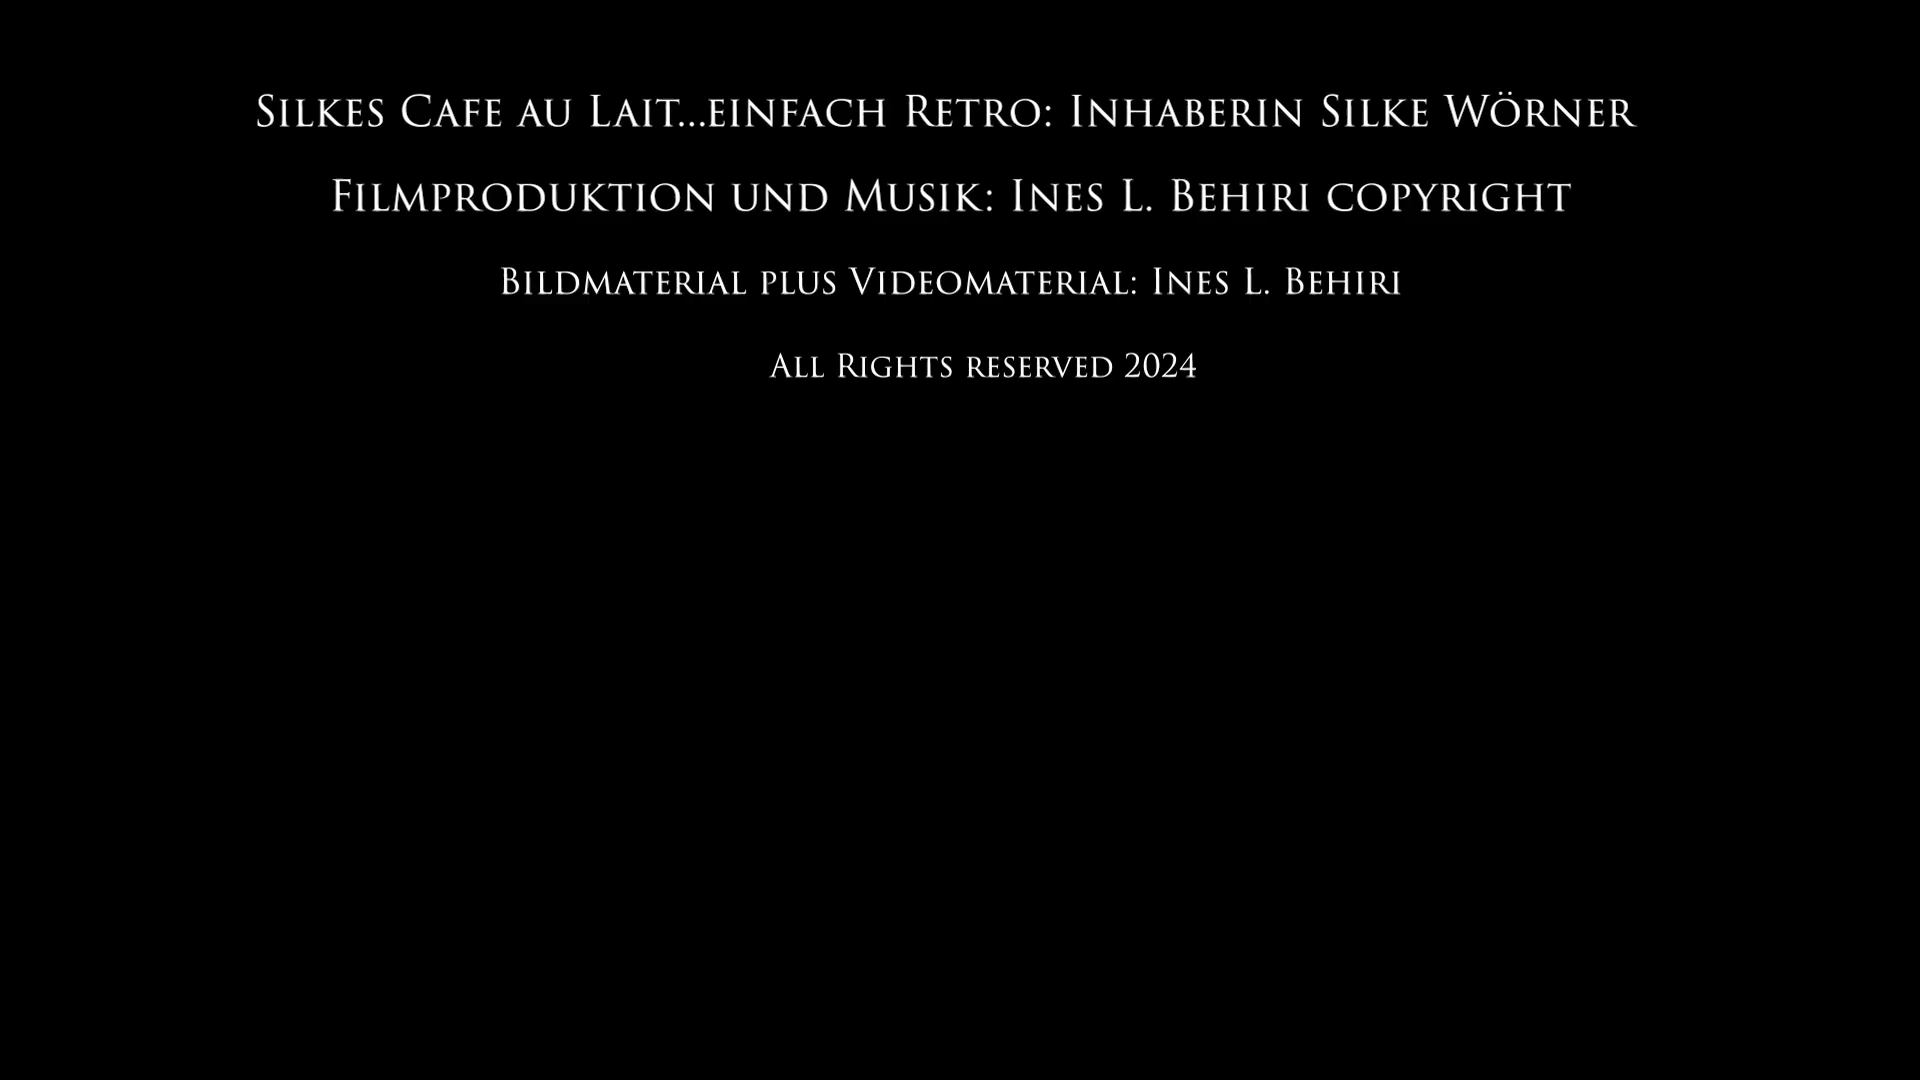 Silkes Cafe au Lait...einfach Retro: Inhaberin Silke Wörner
Filmproduktion und Musik: Ines L. Behiri copyright
Bildmaterial plus Videomaterial: Ines L. Behiri
All Rights reserved 2024